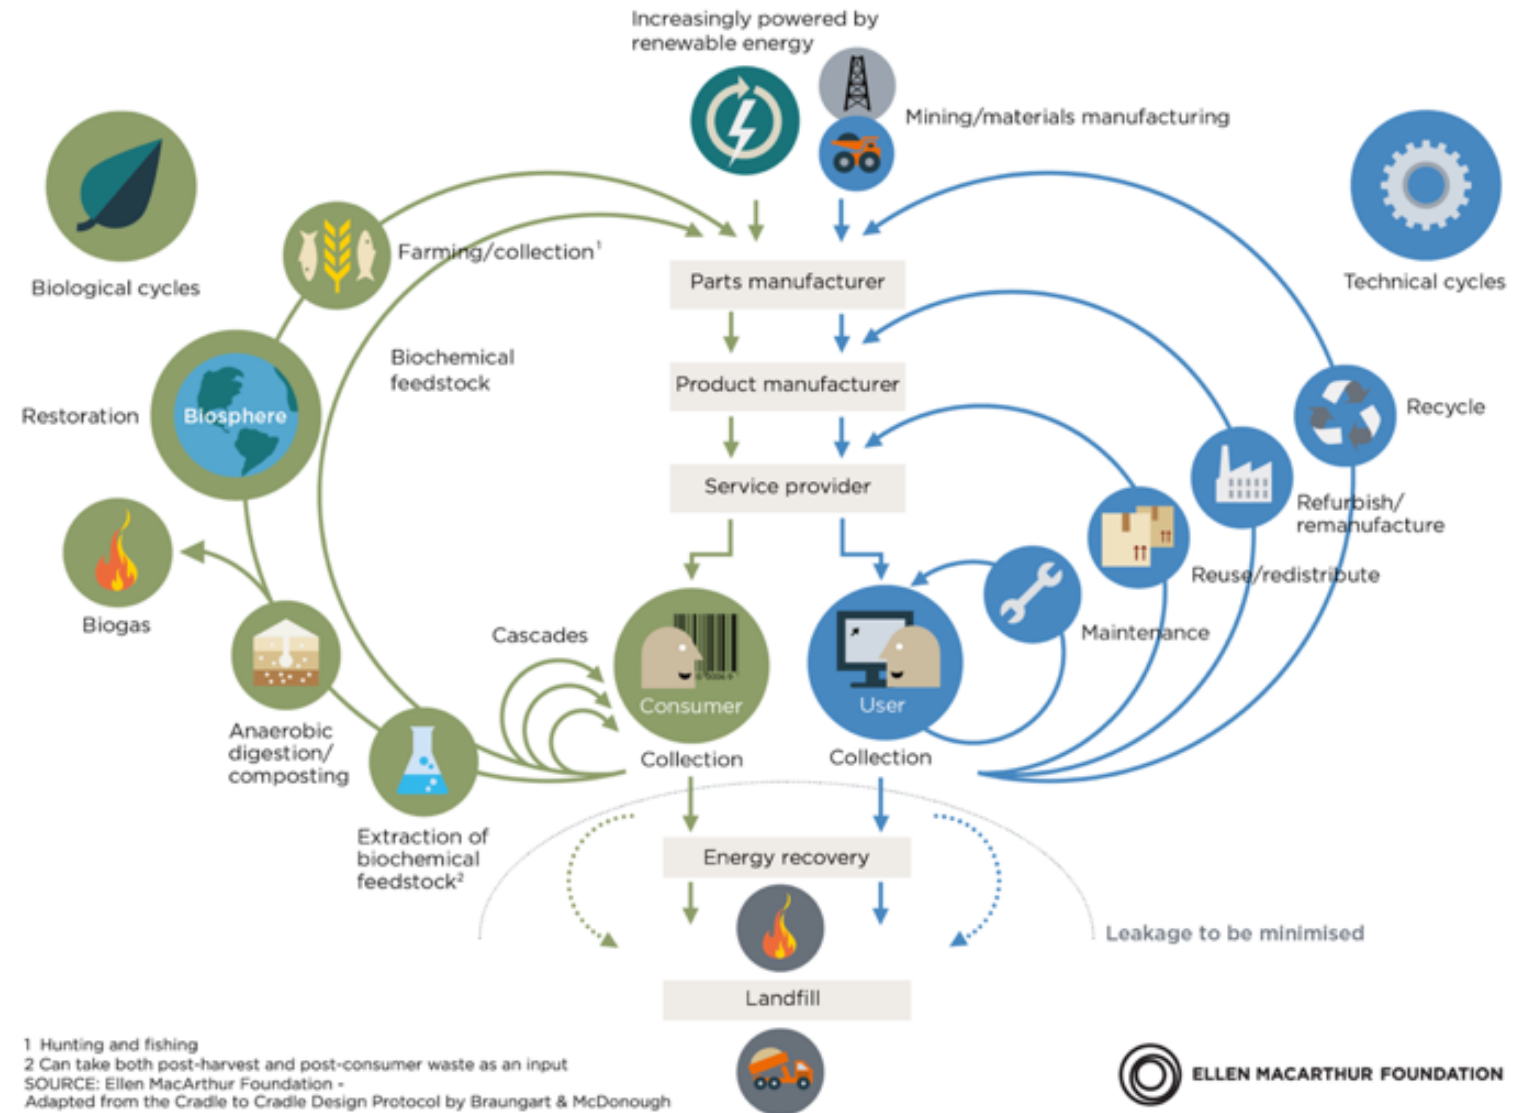 Increasingly powered by
renewable energy
Mining/materials manufacturing
Biological cycles
Technical cycles
Farming/collection¹
Parts manufacturer
Biochemical
feedstock
Product manufacturer
Restoration
Biosphere
Recycle
Service provider
Refurbish/
remanufacture
Biogas
Reuse/redistribute
Cascades
Maintenance
Consumer
User
Anaerobic
digestion/
composting
Collection
Collection
Extraction of
biochemical
feedstock²
Energy recovery
Leakage to be minimised
Landfill
1 Hunting and fishing
2 Can take both post-harvest and post-consumer waste as an input
SOURCE: Ellen MacArthur Foundation -
Adapted from the Cradle to Cradle Design Protocol by Braungart & McDonough
ELLEN MACARTHUR FOUNDATION